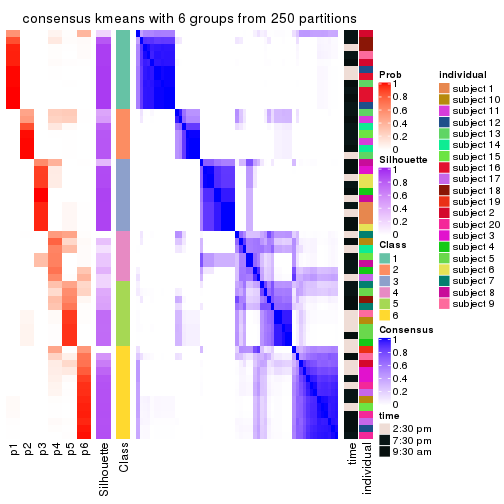 consensus kmeans with 6 groups from 250 partitions
p1
p2
p3
p4
p5
p6
Silhouette
Class
time
individual
Prob
1
0.8
0.6
0.4
0.2
0
Silhouette
1
0.8
0.6
0.4
0.2
0
Class
1
2
3
4
5
6
Consensus
1
0.8
0.6
0.4
0.2
0
time
2:30 pm
7:30 pm
9:30 am
individual
subject 1
subject 10
subject 11
subject 12
subject 13
subject 14
subject 15
subject 16
subject 17
subject 18
subject 19
subject 2
subject 20
subject 3
subject 4
subject 5
subject 6
subject 7
subject 8
subject 9